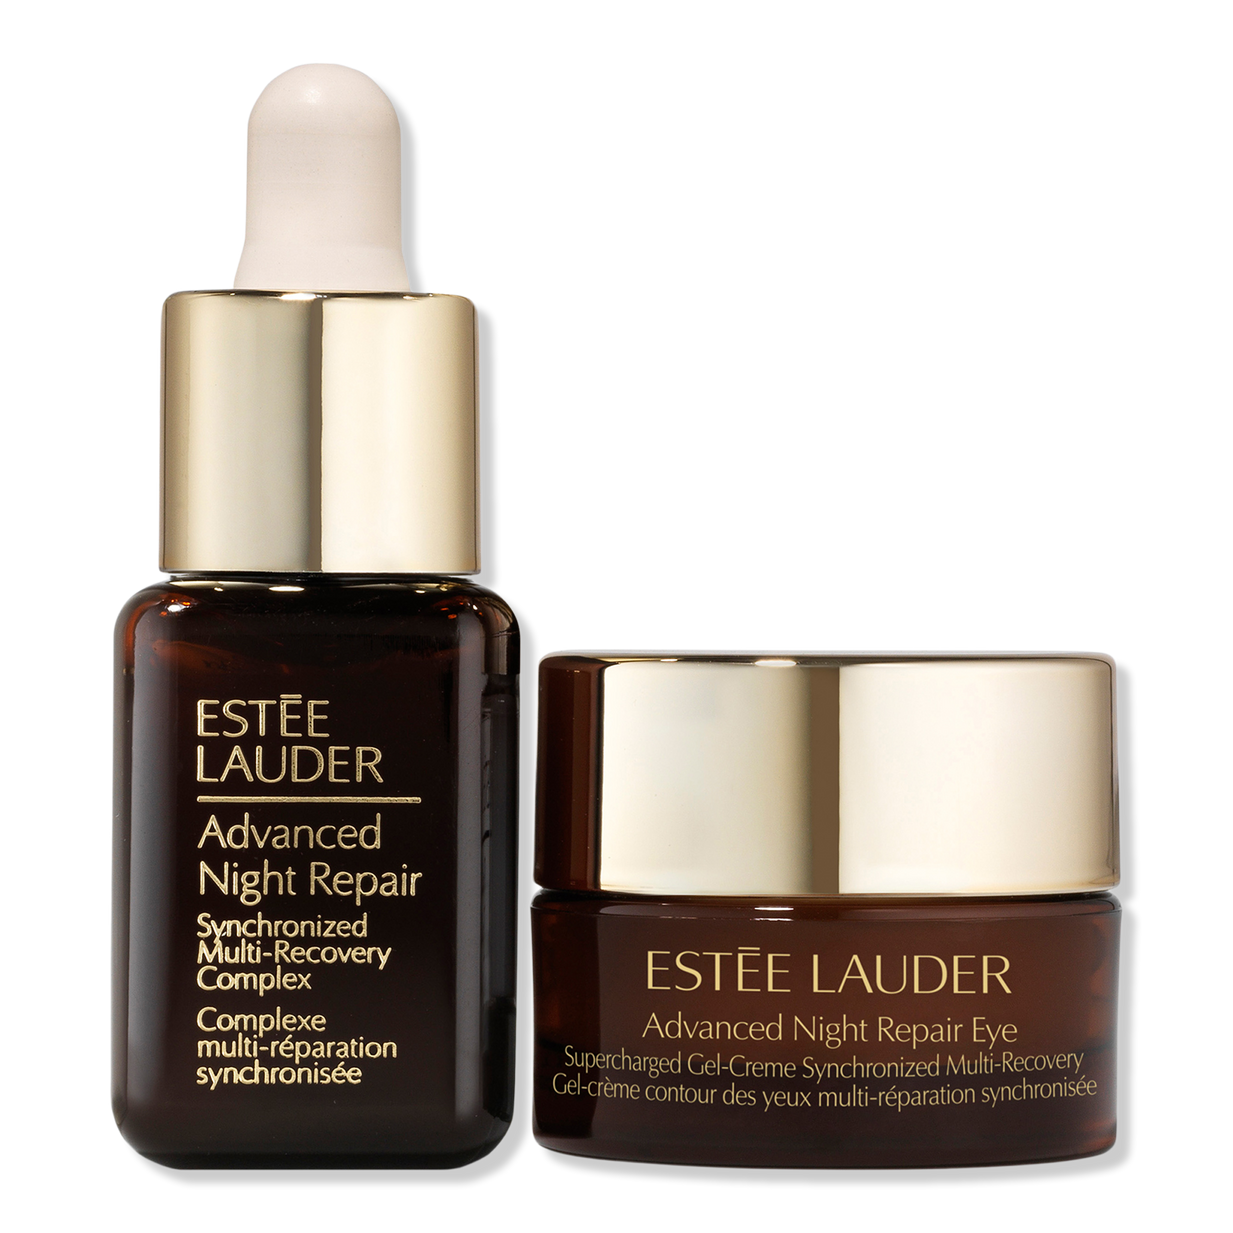 ESTĒE
LAUDER
Advanced
Night Repair
Synchronized
Multi-Recovery
Complex
Complexe
multi-réparation
synchronisée
ESTĒE LAUDER
Advanced Night Repair Eye
Supercharged Gel-Creme Synchronized Multi-Recovery
Gel-crème contour des yeux multi-réparation synchronisée